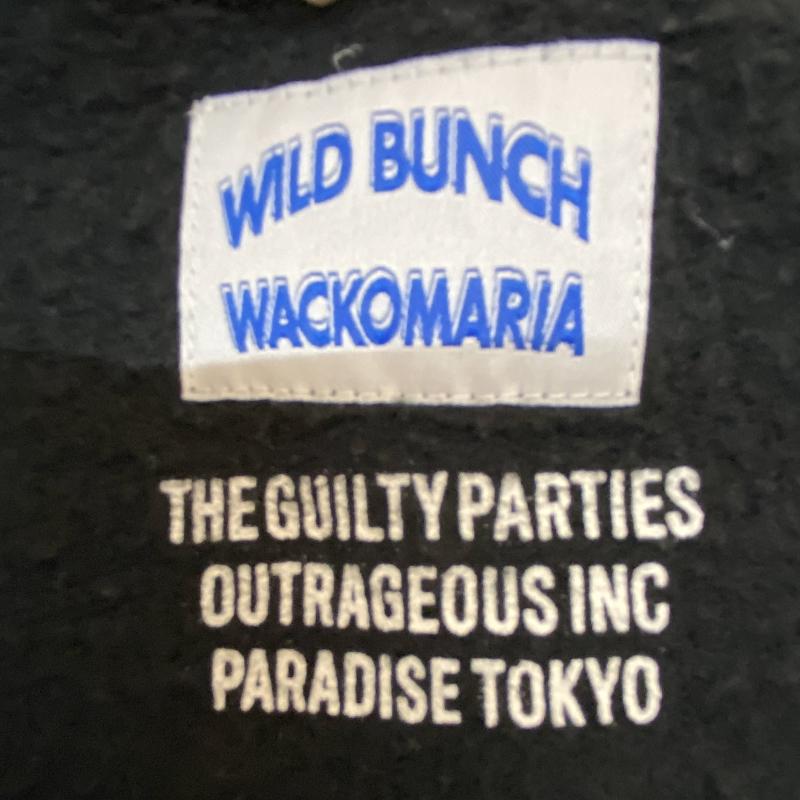 WILD BUNCH
WACKOMARIA
THE GUILTY PARTIES
OUTRAGEOUS INC
PARADISE TOKYO